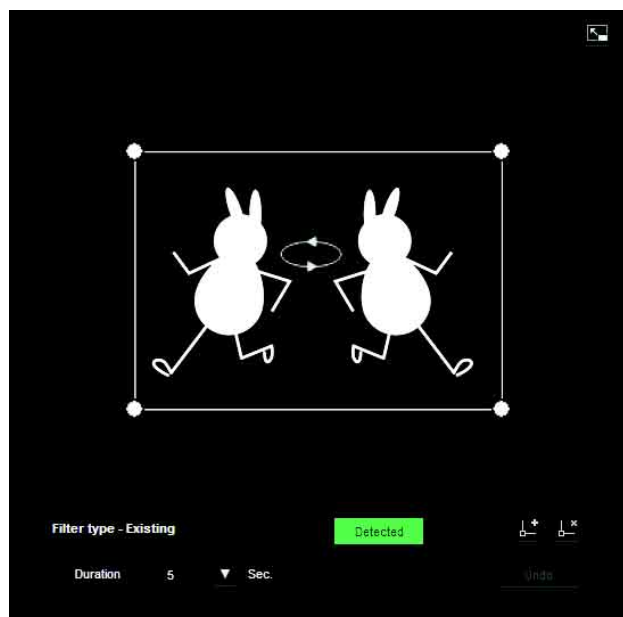 Filter type - Existing
Detected
Duration 5 ▼ Sec.
Undo